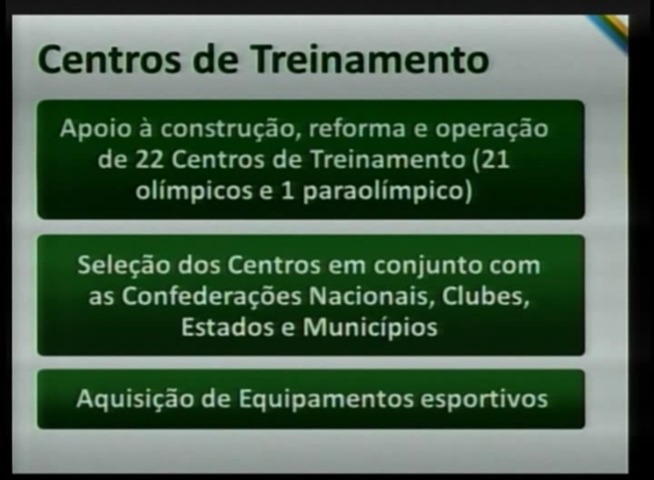 Centros de Treinamento
Apoio à construção, reforma e operação
de 22 Centros de Treinamento (21
olímpicos e 1 paraolímpico)
Seleção dos Centros em conjunto com
as Confederações Nacionais, Clubes,
Estados e Municípios
Aquisição de Equipamentos esportivos